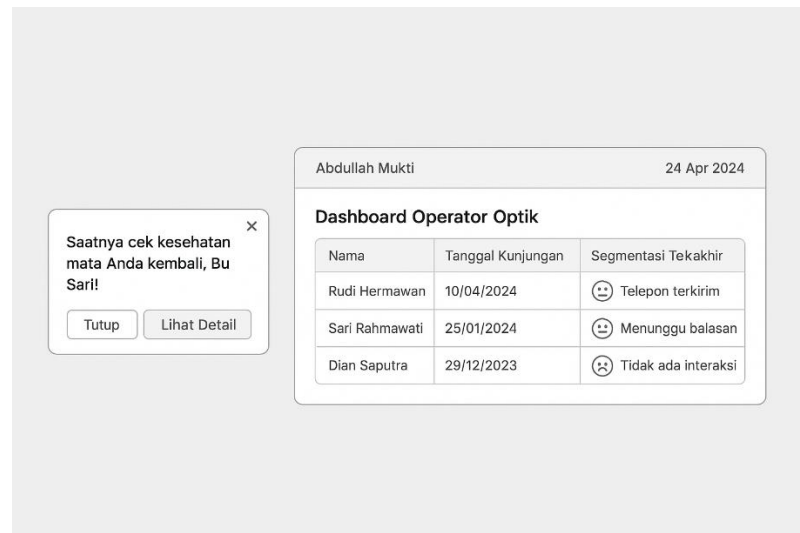 Saatnya cek kesehatan
mata Anda kembali, Bu
Sari!
Tutup
Lihat Detail
Abdullah Mukti
24 Apr 2024
Dashboard Operator Optik
Nama
Tanggal Kunjungan
Segmentasi Tekakhir
Rudi Hermawan
10/04/2024
Telepon terkirim
Sari Rahmawati
25/01/2024
Menunggu balasan
Dian Saputra
29/12/2023
Tidak ada interaksi